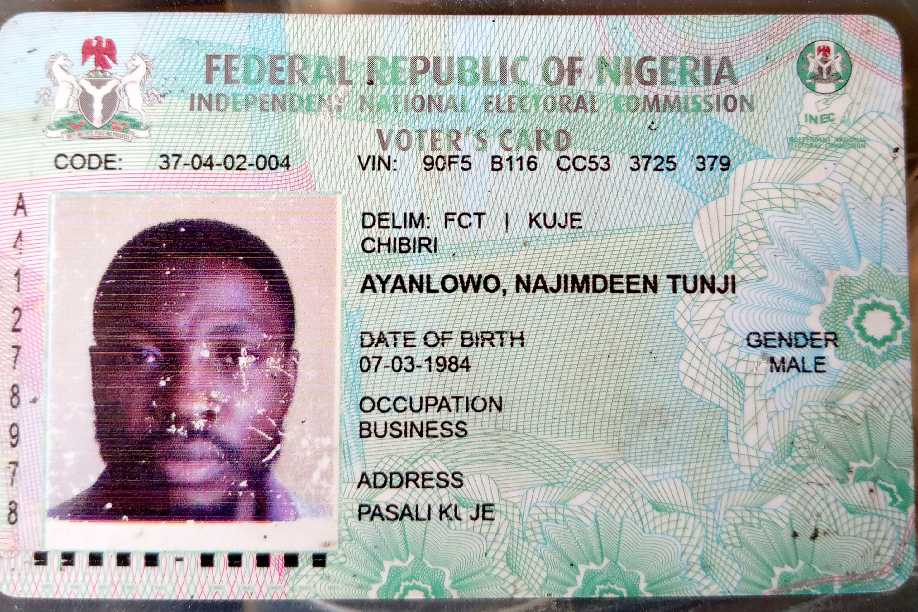 FEDERAL REPUBLIC OF NIGERIA
INDEPENDENT NATIONAL ELECTORAL COMMISSION
VOTER'S CARD
INEC
CODE: 37-04-02-004
VIN: 90F5 B116 CC53 3725 379
DELIM: FCT | KUJE
CHIBIRI
AYANLOWO, NAJIMDEEN TUNJI
DATE OF BIRTH
07-03-1984
GENDER
MALE
OCCUPATION
BUSINESS
ADDRESS
PASALI KUJE
A
4
1
2
7
8
9
7
8